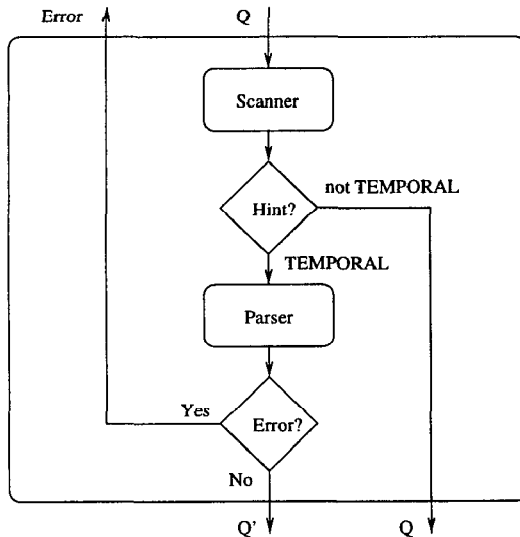 Error
Q
Scanner
not TEMPORAL
Hint?
TEMPORAL
Parser
Yes
Error?
No
Q'
Q